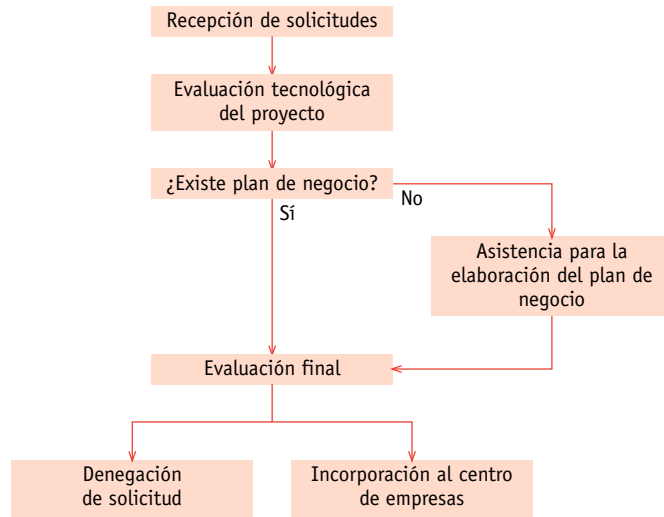 Recepción de solicitudes
Evaluación tecnológica
del proyecto
¿Existe plan de negocio?
No
Sí
Asistencia para la
elaboración del plan de
negocio
Evaluación final
Denegación
de solicitud
Incorporación al centro
de empresas